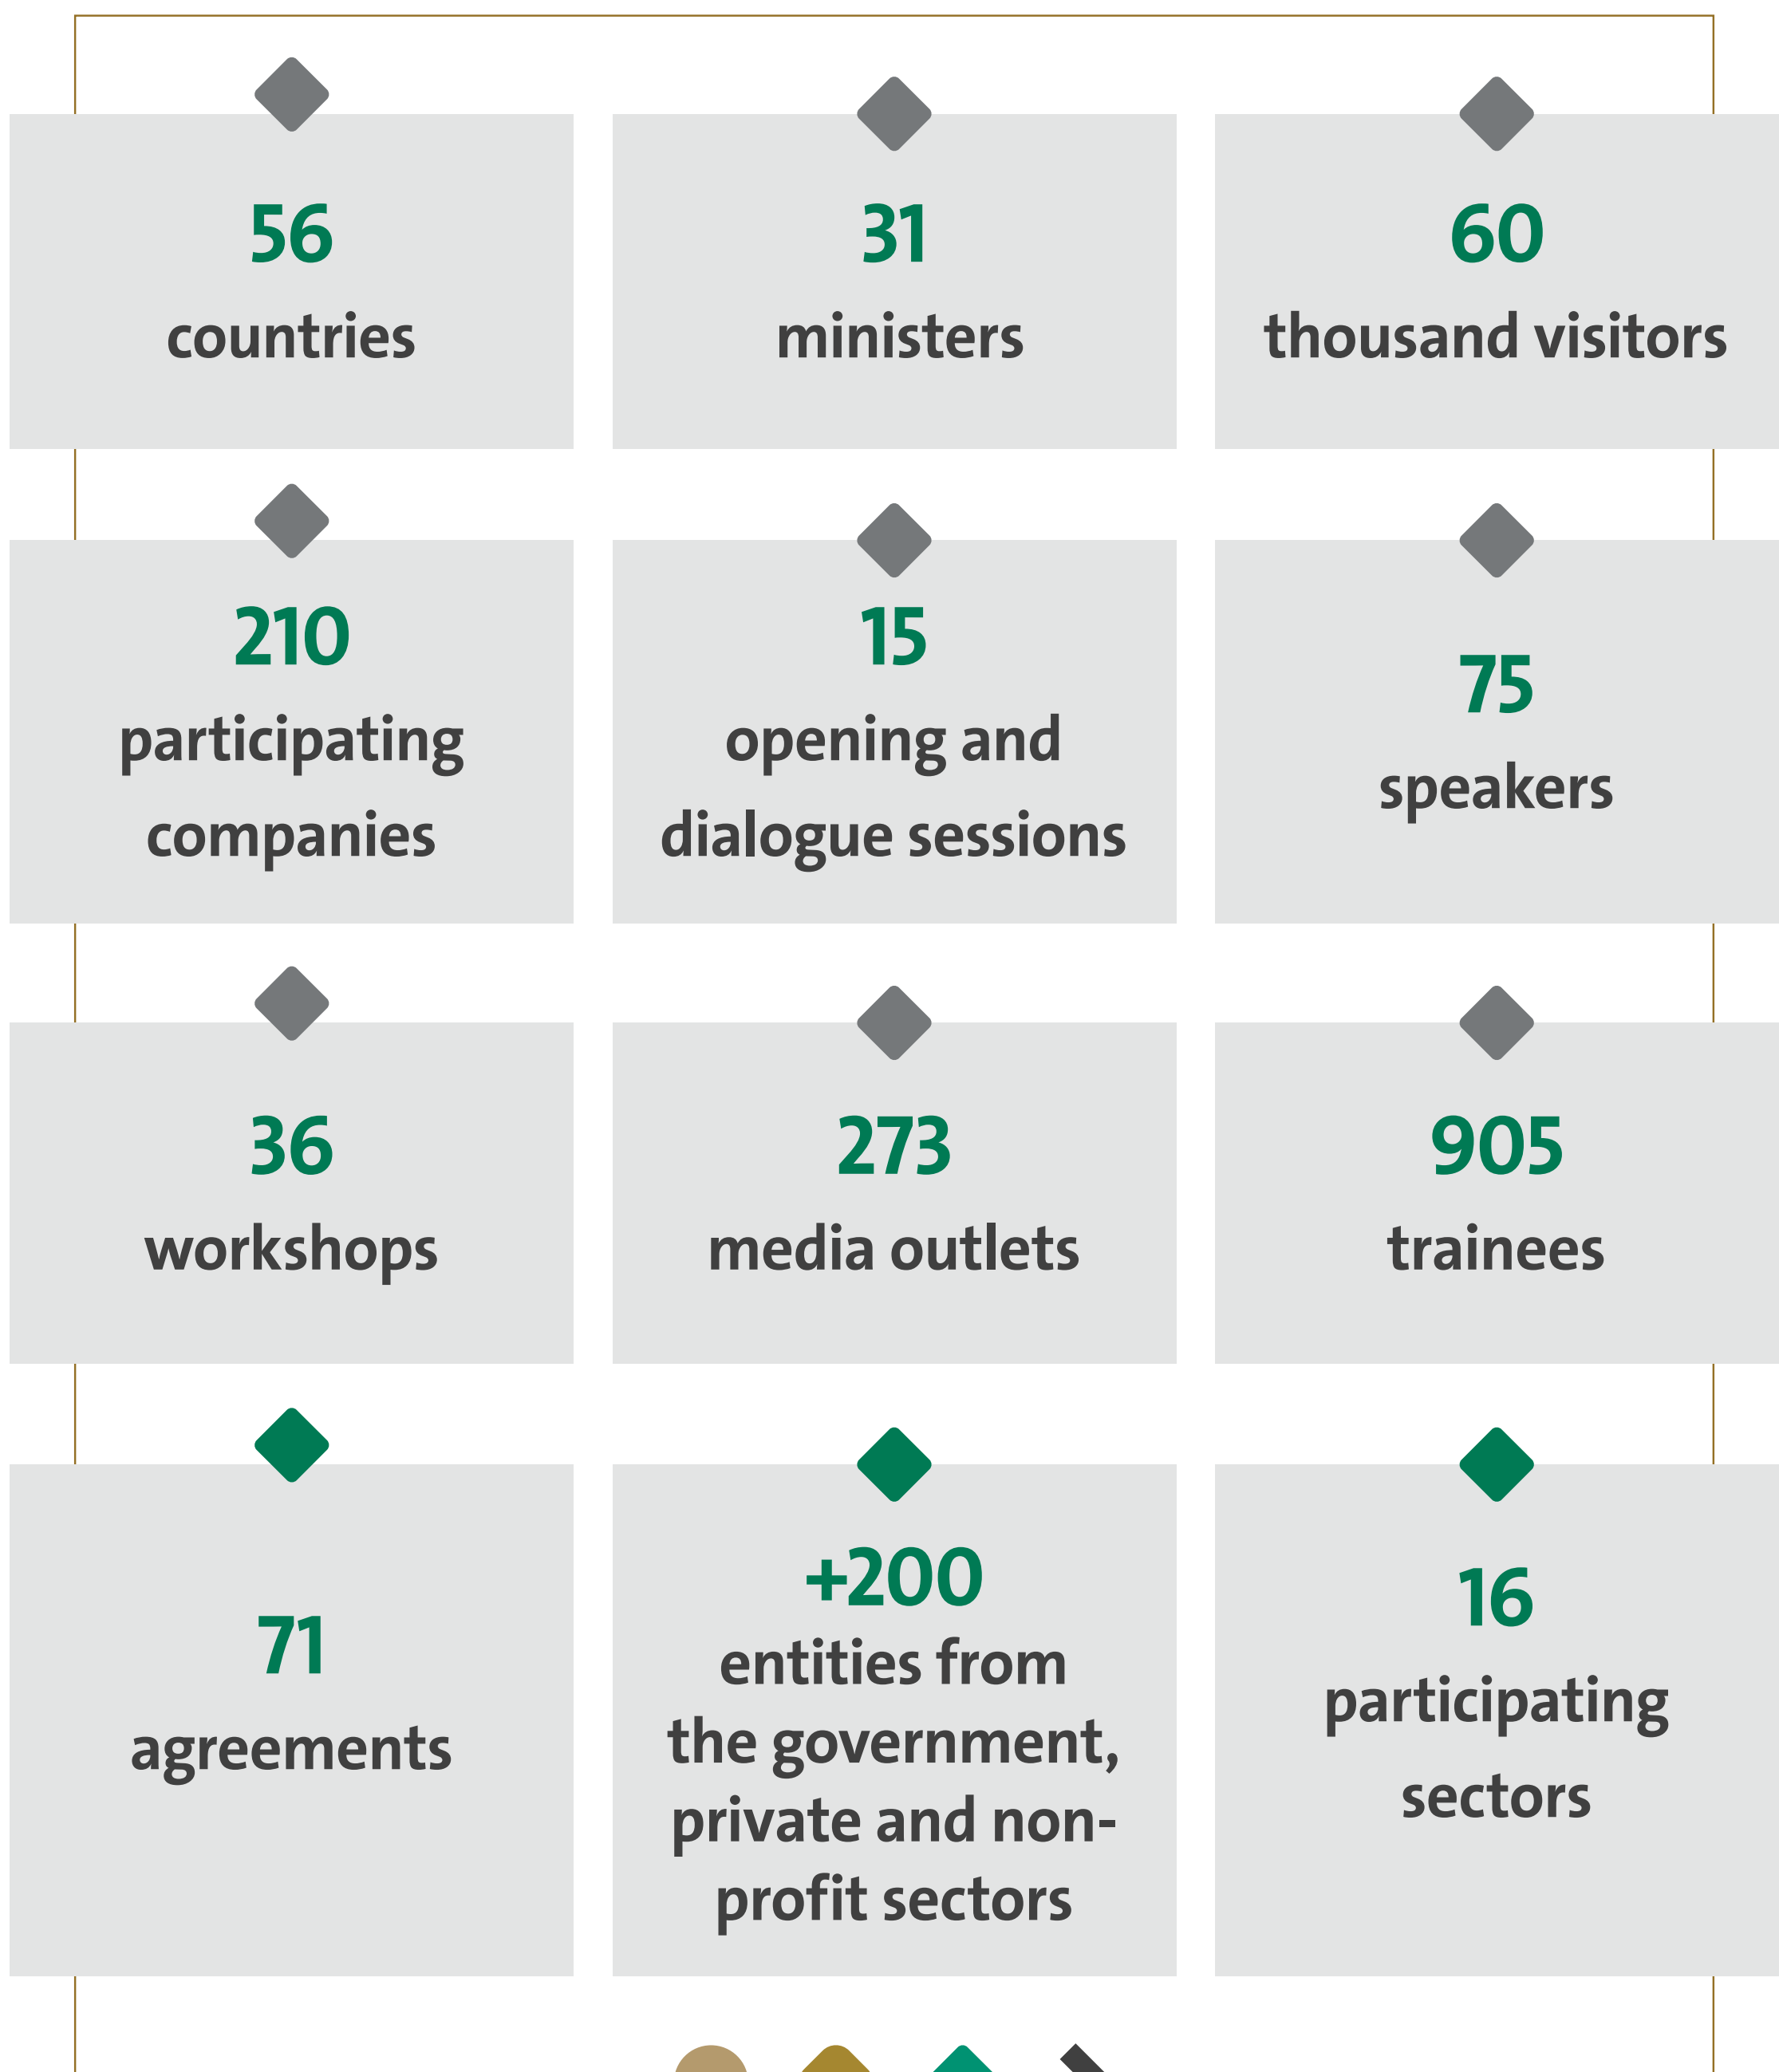 56
countries
31
ministers
60
thousand visitors
210
participating
companies
15
opening and
dialogue sessions
75
speakers
36
workshops
273
media outlets
905
trainees
71
agreements
+200
entities from
the government,
private and non-
profit sectors
16
participating
sectors